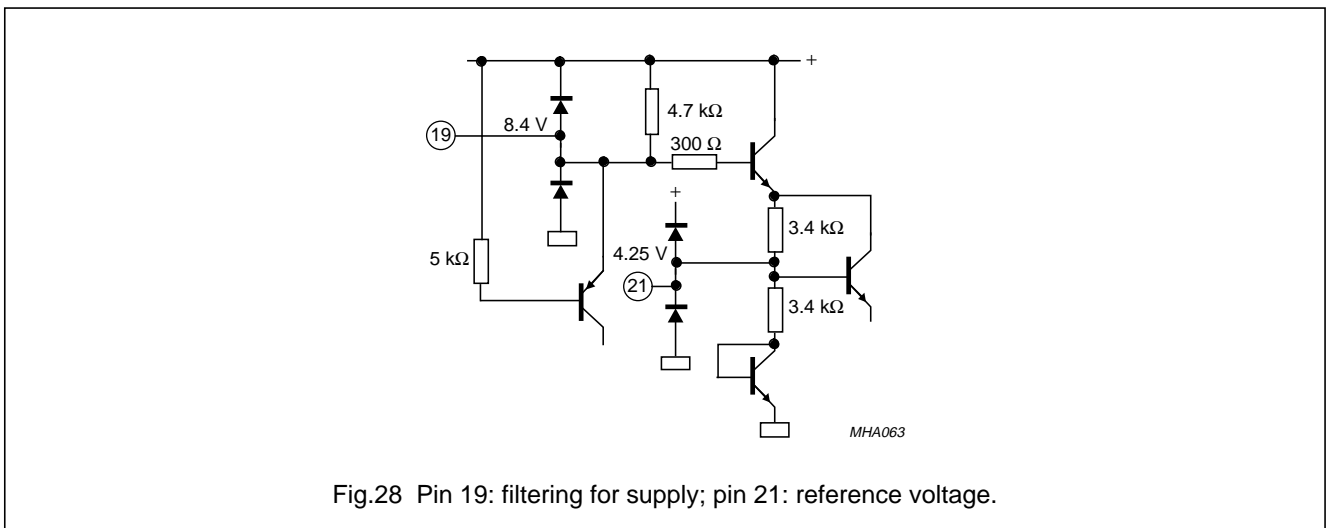 +
4.7 kΩ
8.4 V
19
300 Ω
+
3.4 kΩ
5 kΩ
4.25 V
21
3.4 kΩ
MHA063
Fig.28 Pin 19: filtering for supply; pin 21: reference voltage.